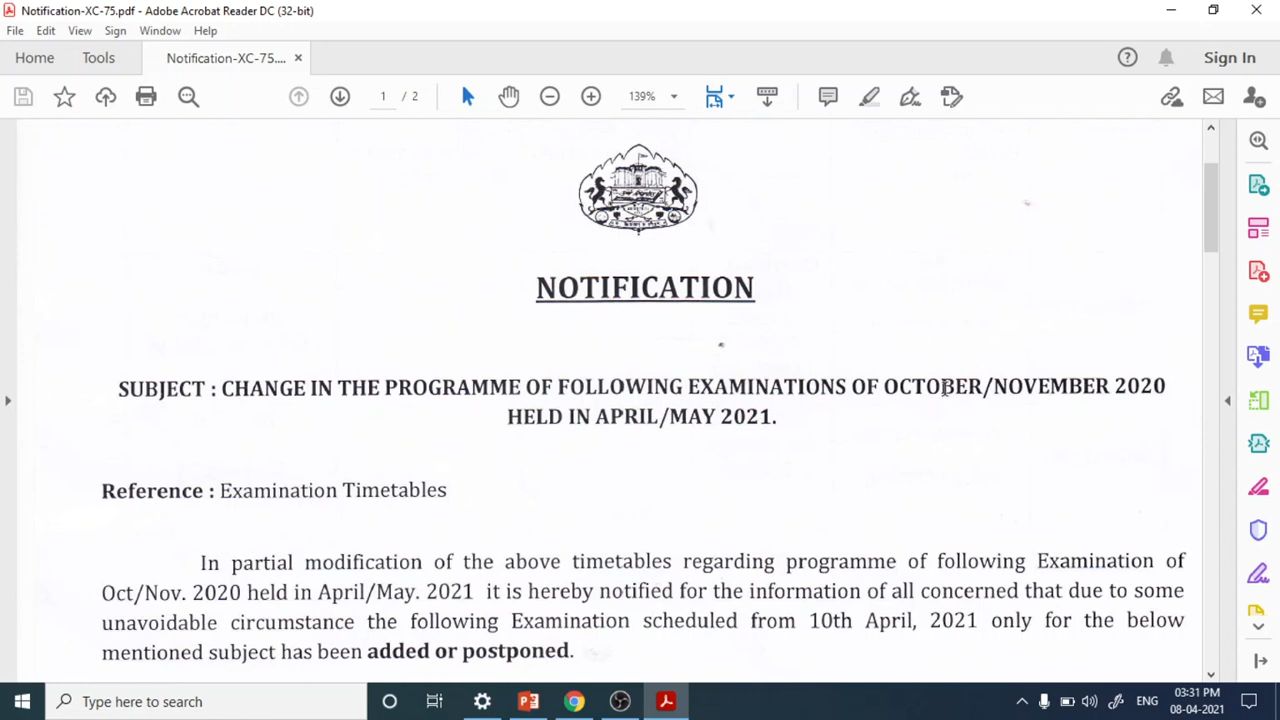 Notification-XC-75.pdf - Adobe Acrobat Reader DC (32-bit)
File Edit View Sign Window Help
Home Tools Notification-XC-75.... × Sign In
1 / 2 139%
NOTIFICATION
SUBJECT : CHANGE IN THE PROGRAMME OF FOLLOWING EXAMINATIONS OF OCTOBER/NOVEMBER 2020
HELD IN APRIL/MAY 2021.
Reference : Examination Timetables
In partial modification of the above timetables regarding programme of following Examination of
Oct/Nov. 2020 held in April/May. 2021 it is hereby notified for the information of all concerned that due to some
unavoidable circumstance the following Examination scheduled from 10th April, 2021 only for the below
mentioned subject has been added or postponed.
Type here to search
ENG
03:31 PM
08-04-2021